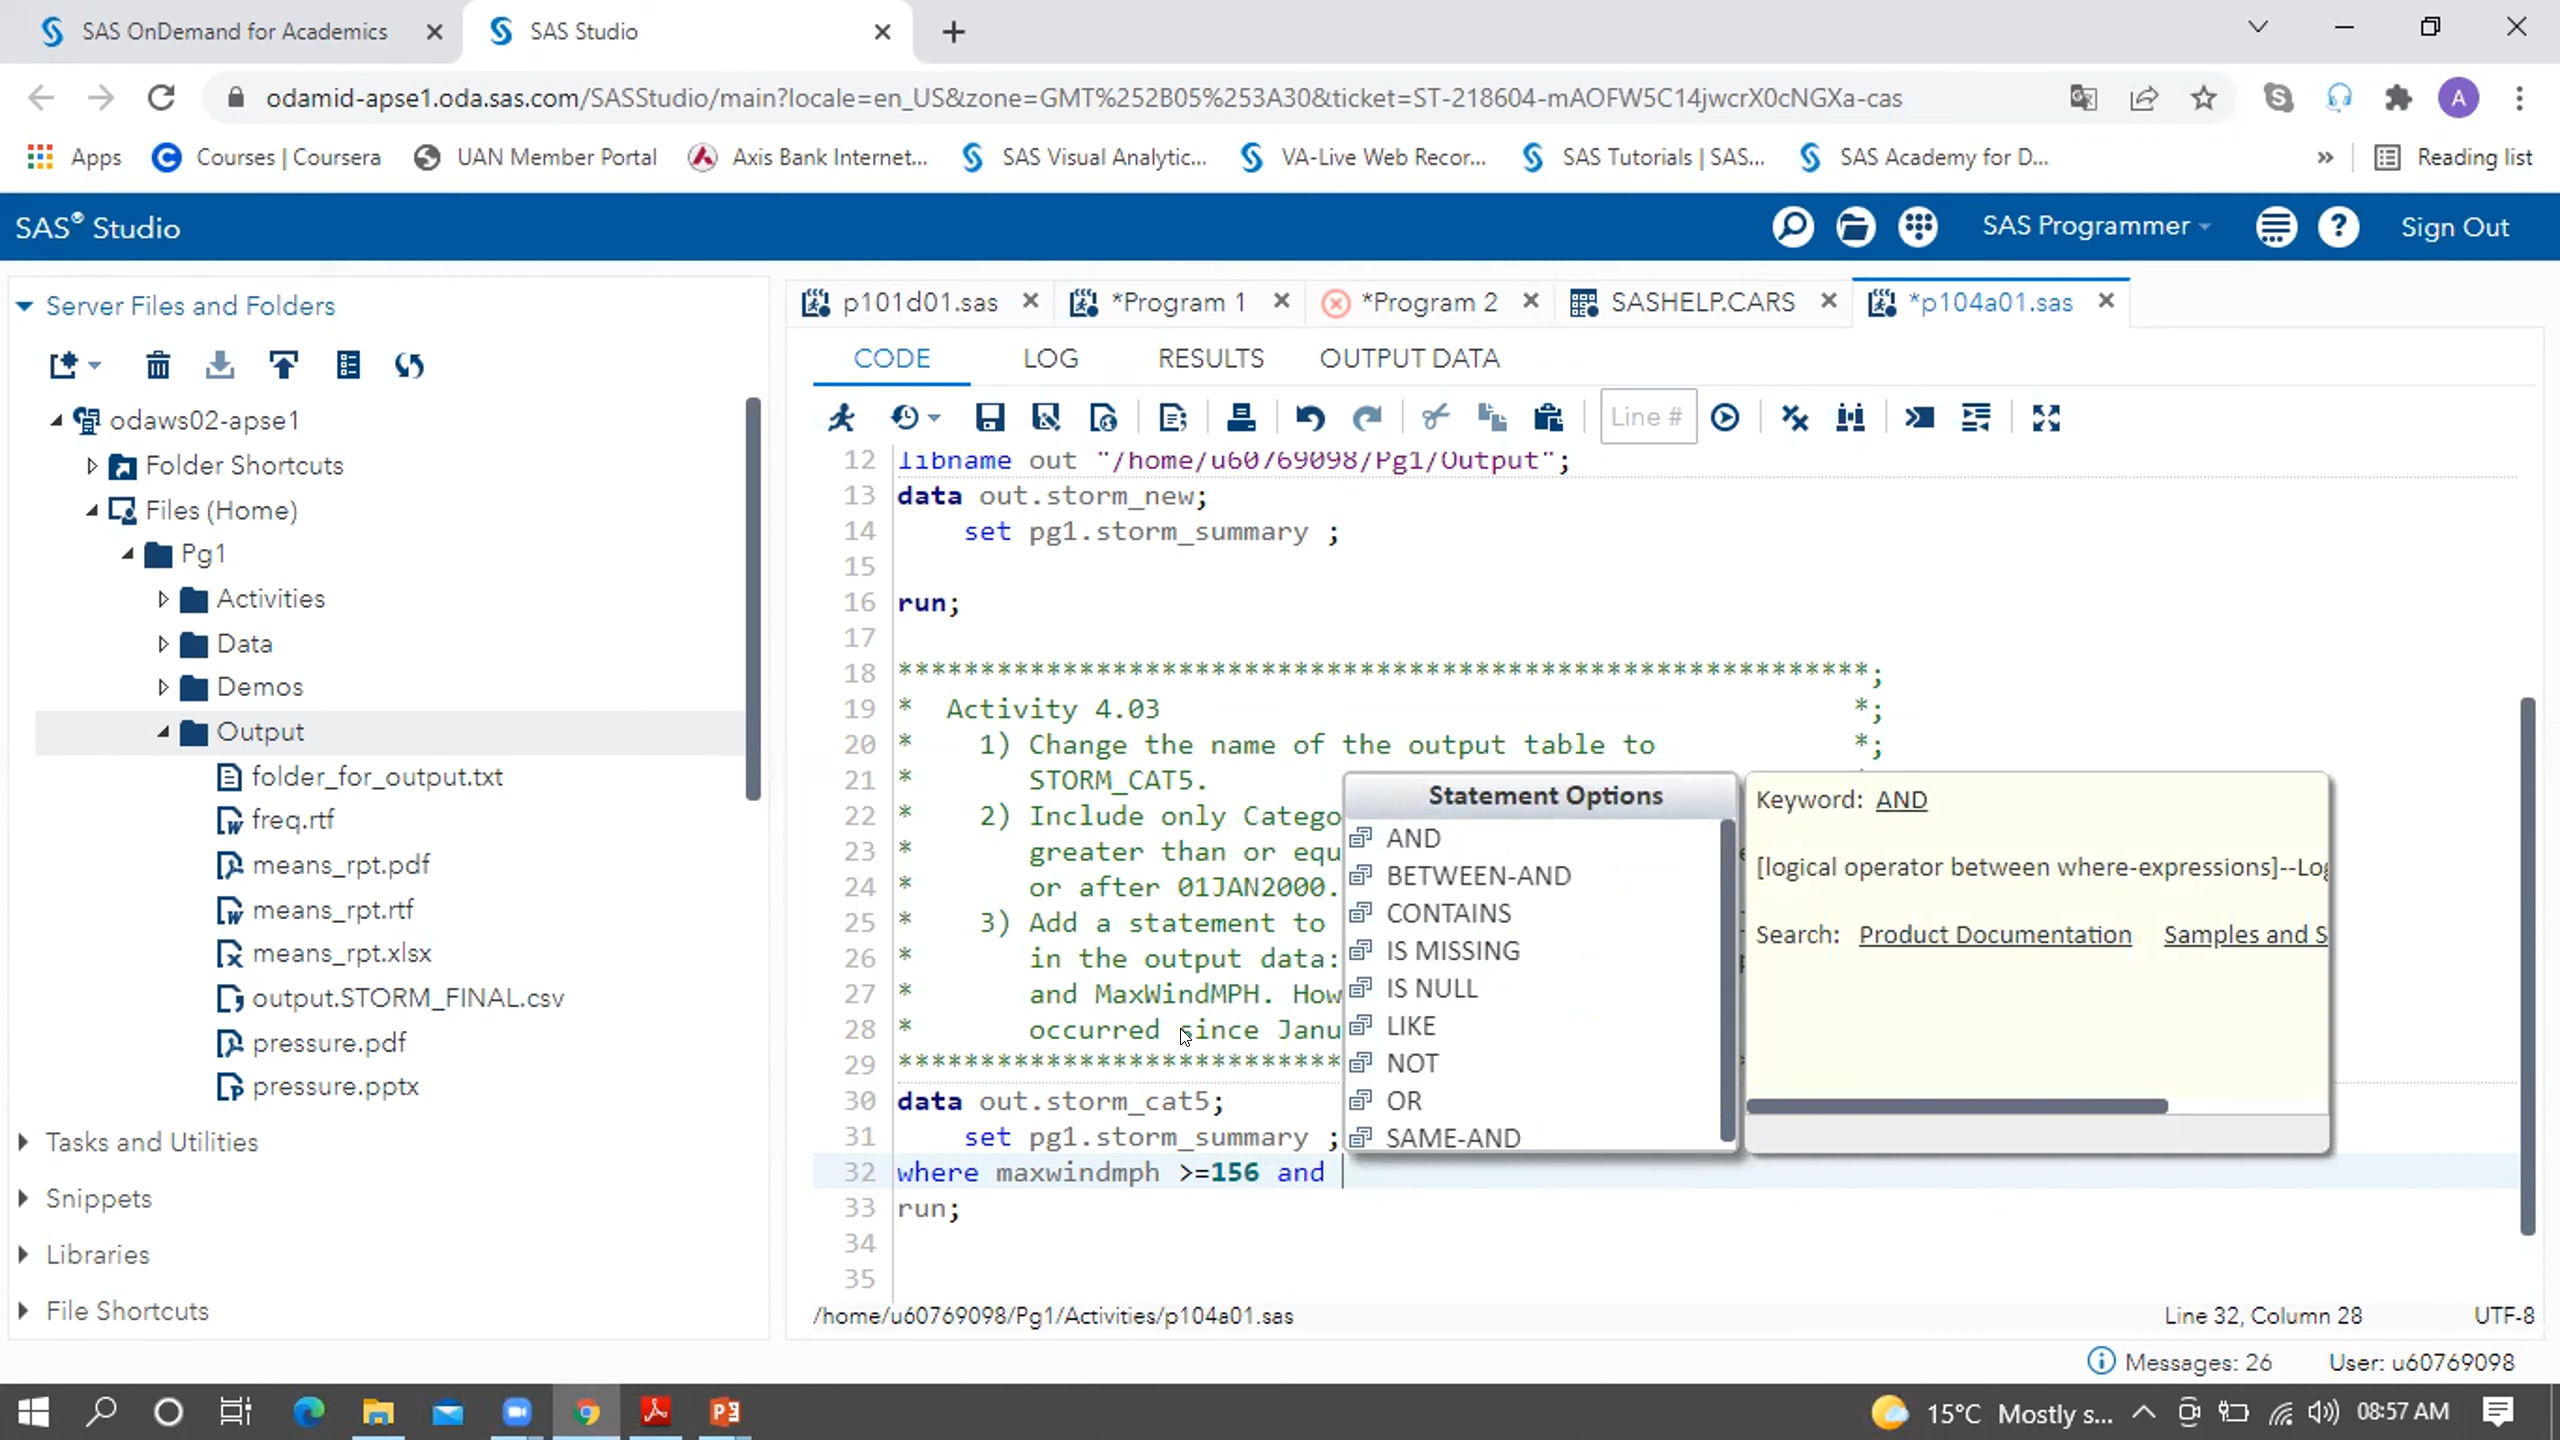 SAS OnDemand for Academics
SAS Studio
odamid-apse1.oda.sas.com/SASStudio/main?locale=en_US&zone=GMT%252B05%253A30&ticket=ST-218604-mAOFW5C14jwcrX0cNGXa-cas
A
Apps
Courses | Coursera
UAN Member Portal
Axis Bank Internet...
SAS Visual Analytic...
VA-Live Web Recor...
SAS Tutorials | SAS...
SAS Academy for D...
Reading list
SAS® Studio
SAS Programmer
Sign Out
Server Files and Folders
odaws02-apse1
Folder Shortcuts
Files (Home)
Pg1
Activities
Data
Demos
Output
folder_for_output.txt
freq.rtf
means_rpt.pdf
means_rpt.rtf
means_rpt.xlsx
output.STORM_FINAL.csv
pressure.pdf
pressure.pptx
Tasks and Utilities
Snippets
Libraries
File Shortcuts
p101d01.sas
*Program 1
*Program 2
SASHELP.CARS
*p104a01.sas
CODE
LOG
RESULTS
OUTPUT DATA
Line #
12 libname out "/home/u60769098/Pg1/Output";
13 data out.storm_new;
14 set pg1.storm_summary ;
15
16 run;
17
18 ***********************************************************;
19 * Activity 4.03 *;
20 * 1) Change the name of the output table to *;
21 * STORM_CAT5.
22 * 2) Include only Catego
23 * greater than or equ
24 * or after 01JAN2000.
25 * 3) Add a statement to
26 * in the output data:
27 * and MaxWindMPH. How
28 * occurred since Janu
29 ***************************
30 data out.storm_cat5;
31 set pg1.storm_summary ;
32 where maxwindmph >=156 and
33 run;
34
35
Statement Options
AND
BETWEEN-AND
CONTAINS
IS MISSING
IS NULL
LIKE
NOT
OR
SAME-AND
Keyword: AND
[logical operator between where-expressions]--Log
Search: Product Documentation Samples and S
/home/u60769098/Pg1/Activities/p104a01.sas
Line 32, Column 28
UTF-8
Messages: 26
User: u60769098
15°C Mostly s...
08:57 AM